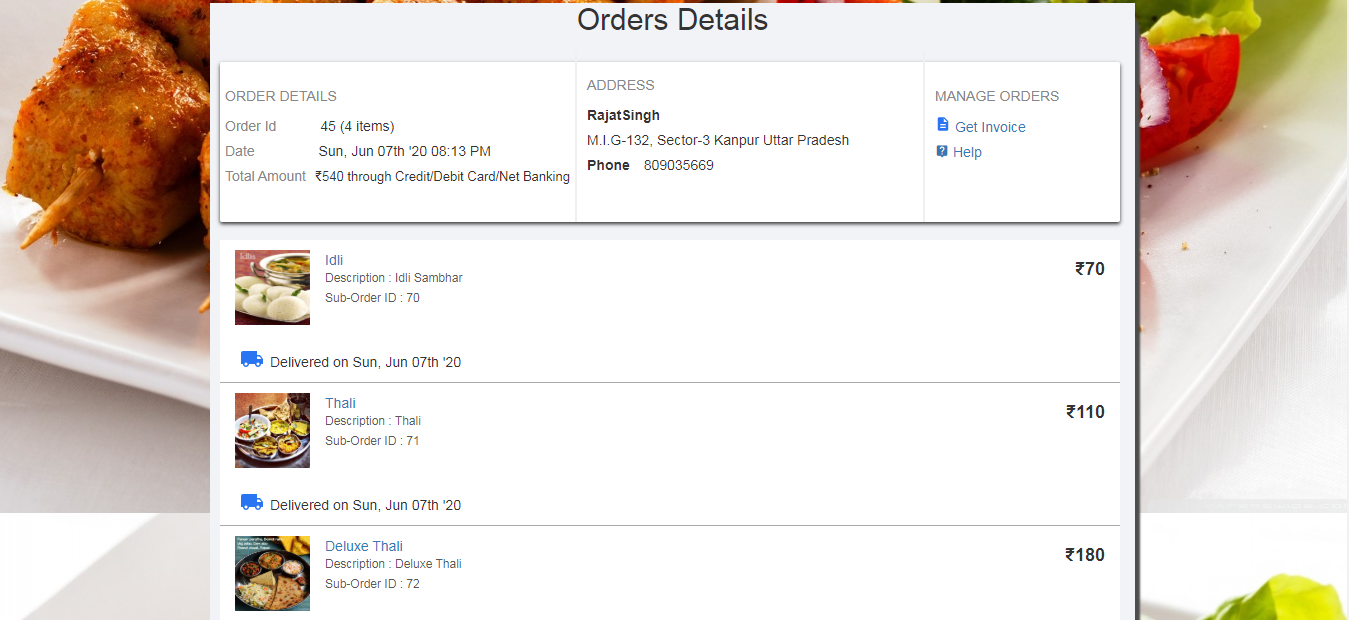 Orders Details
ORDER DETAILS
Order Id 45 (4 items)
Date Sun, Jun 07th '20 08:13 PM
Total Amount ₹540 through Credit/Debit Card/Net Banking
ADDRESS
RajatSingh
M.I.G-132, Sector-3 Kanpur Uttar Pradesh
Phone 809035669
MANAGE ORDERS
Get Invoice
Help
Idlis
Idli
Description : Idli Sambhar
Sub-Order ID : 70
₹70
Delivered on Sun, Jun 07th '20
Thali
Description : Thali
Sub-Order ID : 71
₹110
Delivered on Sun, Jun 07th '20
Deluxe Thali
Description : Deluxe Thali
Sub-Order ID : 72
₹180